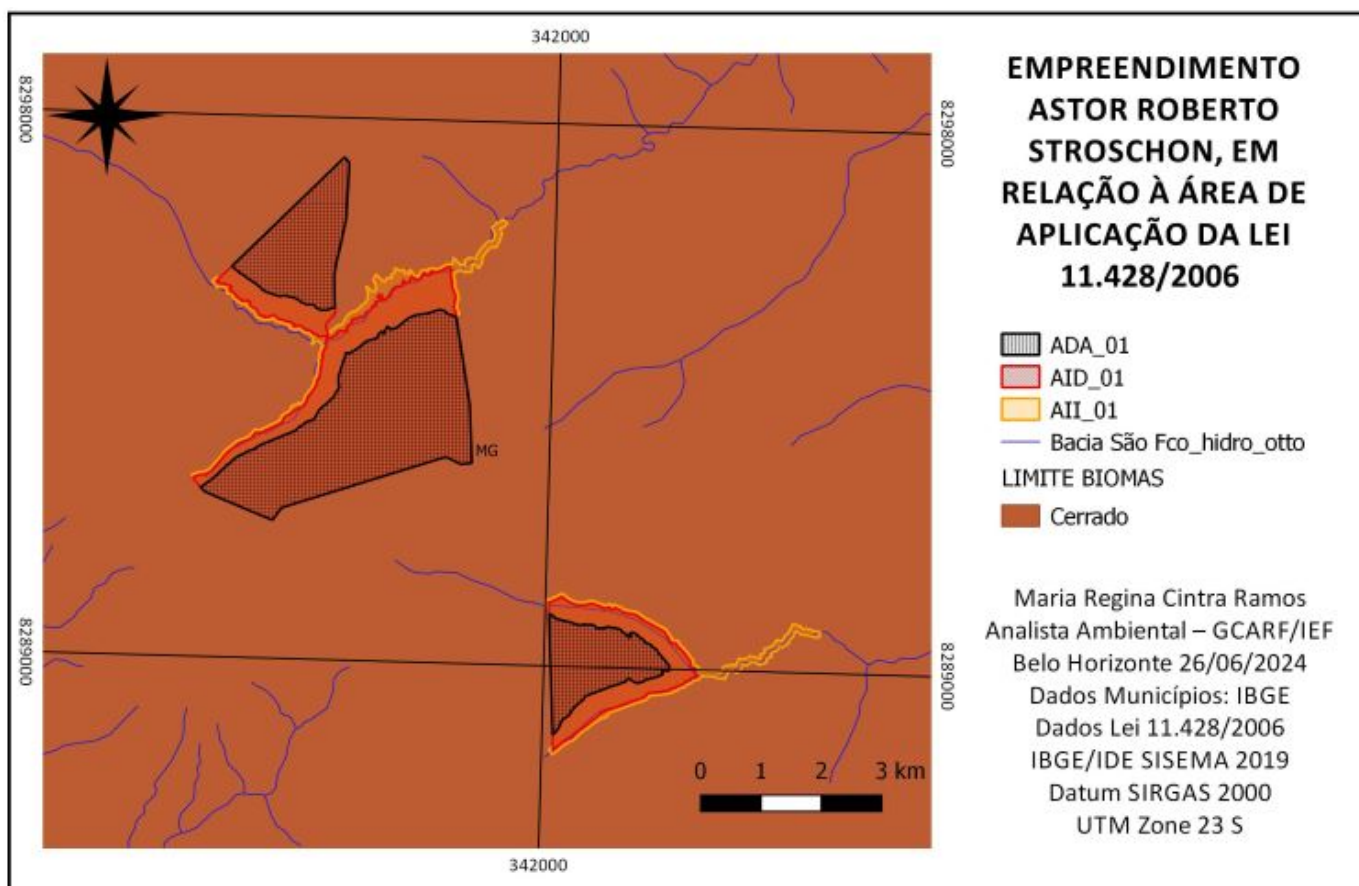 342000
8298000
8298000
MG
8289000
8289000
0 1 2 3 km
342000
EMPREENDIMENTO
ASTOR ROBERTO
STROSCHON, EM
RELAÇÃO À ÁREA DE
APLICAÇÃO DA LEI
11.428/2006
ADA_01
AID_01
AII_01
Bacia São Fco_hidro_otto
LIMITE BIOMAS
Cerrado
Maria Regina Cintra Ramos
Analista Ambiental – GCARF/IEF
Belo Horizonte 26/06/2024
Dados Municípios: IBGE
Dados Lei 11.428/2006
IBGE/IDE SISEMA 2019
Datum SIRGAS 2000
UTM Zone 23 S